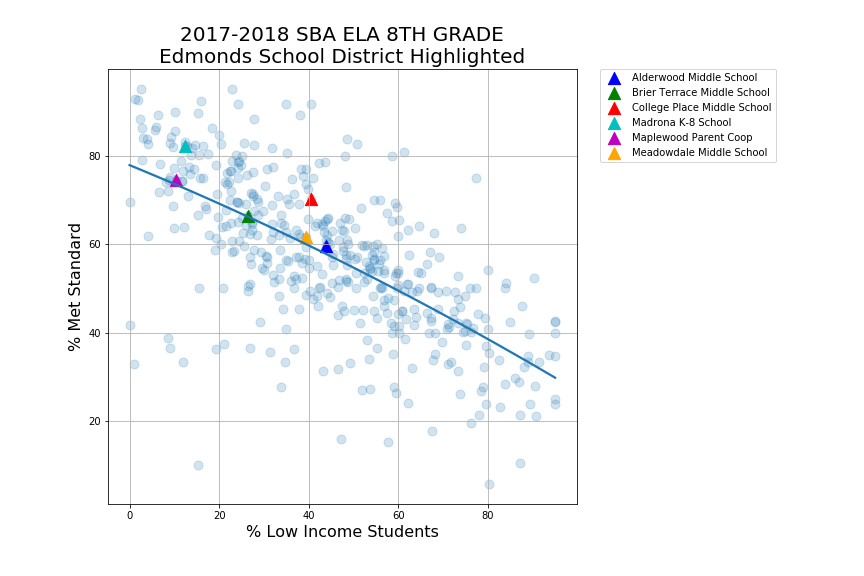 2017-2018 SBA ELA 8TH GRADE
Edmonds School District Highlighted
Alderwood Middle School
Brier Terrace Middle School
College Place Middle School
Madrona K-8 School
Maplewood Parent Coop
Meadowdale Middle School
% Met Standard
80
60
40
20
0
20
40
60
80
% Low Income Students